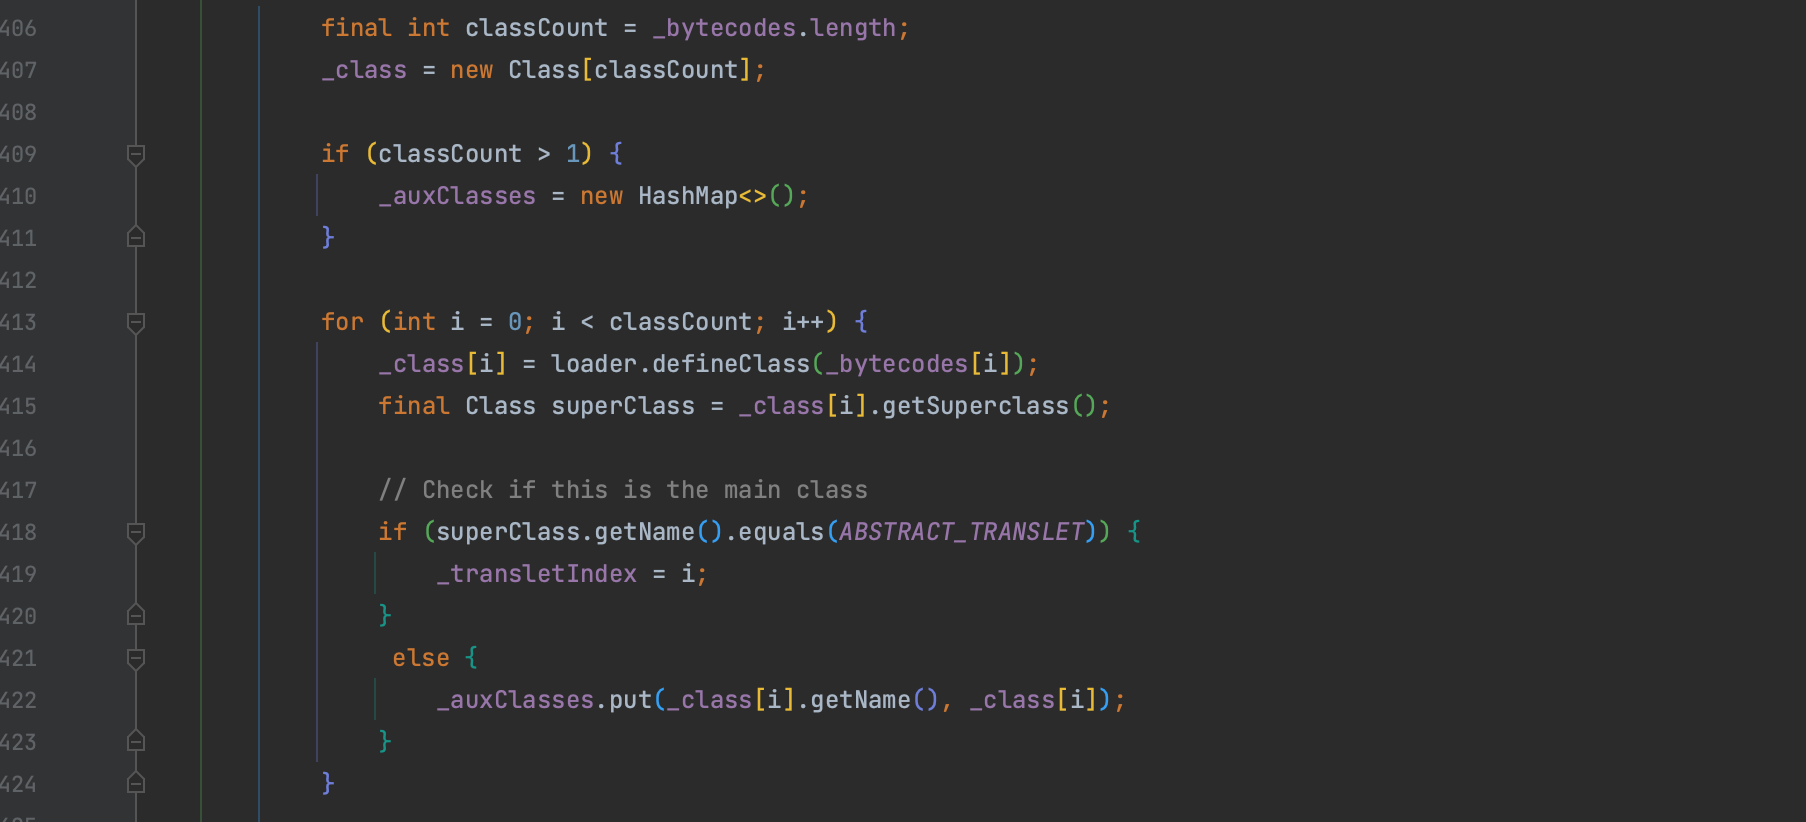 406 final int classCount = _bytecodes.length;
407 _class = new Class[classCount];
408
409 if (classCount > 1) {
410 _auxClasses = new HashMap<>();
411 }
412
413 for (int i = 0; i < classCount; i++) {
414 _class[i] = loader.defineClass(_bytecodes[i]);
415 final Class superClass = _class[i].getSuperclass();
416
417 // Check if this is the main class
418 if (superClass.getName().equals(ABSTRACT_TRANSLET)) {
419 _transletIndex = i;
420 }
421 else {
422 _auxClasses.put(_class[i].getName(), _class[i]);
423 }
424 }